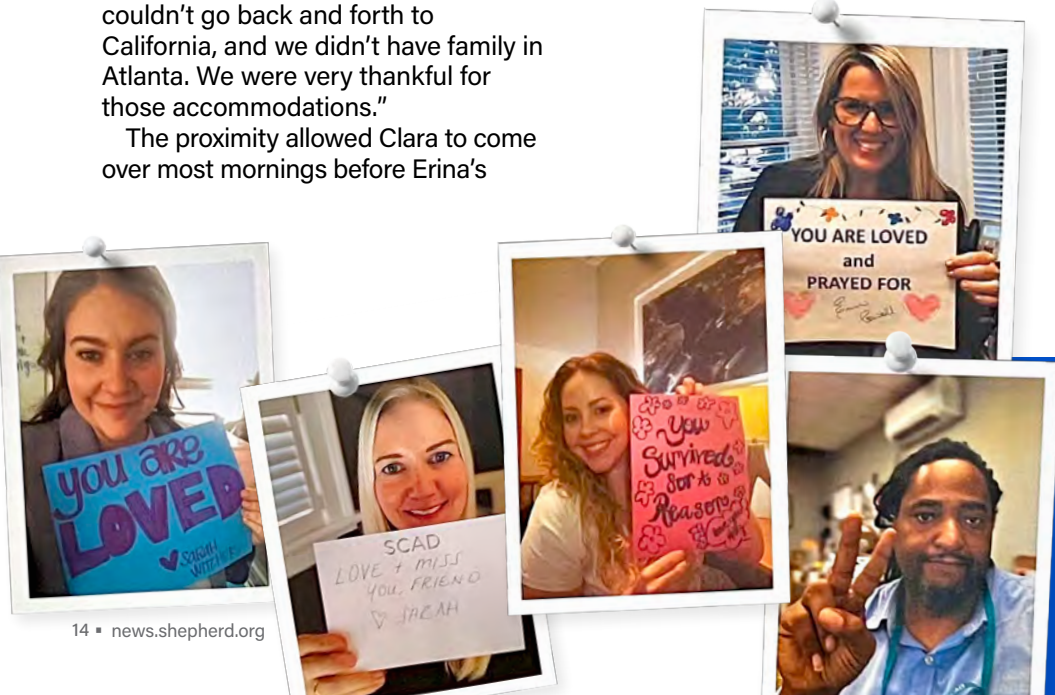 couldn’t go back and forth to
California, and we didn’t have family in
Atlanta. We were very thankful for
those accommodations.”
The proximity allowed Clara to come
over most mornings before Erina’s
YOU ARE LOVED
and
PRAYED FOR
you are
LOVED
SARAH
SCAD
LOVE + MISS
YOU, FRIEND
SARAH
You
Survived
for A
Reason
14 ▪ news.shepherd.org